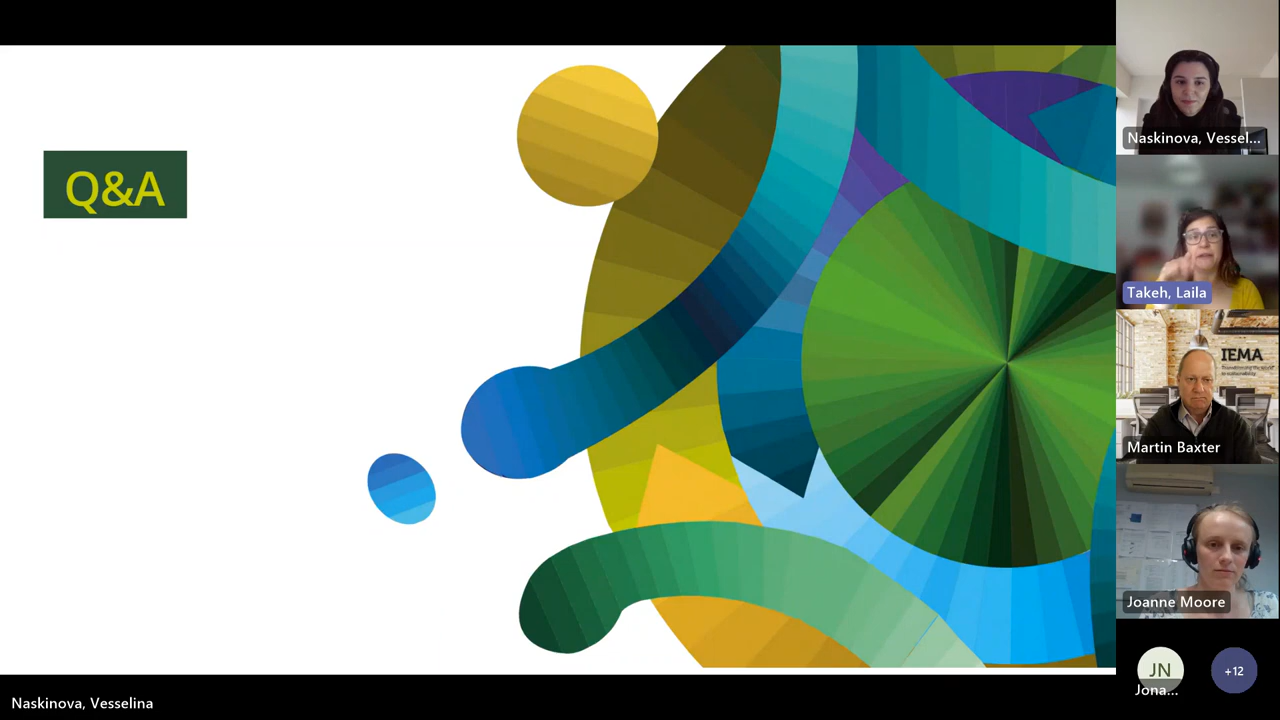 Q&A
Naskinova, Vessel...
Takeh, Laila
IEMA
Martin Baxter
Joanne Moore
JN
Jona...
+12
Naskinova, Vesselina